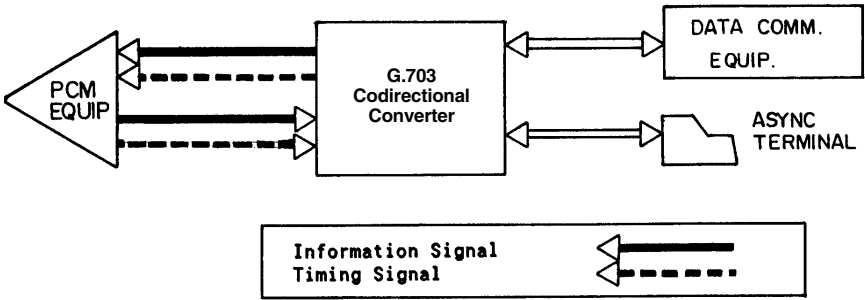 PCM
EQUIP
G.703
Codirectional
Converter
DATA COMM.
EQUIP.
ASYNC
TERMINAL
Information Signal
Timing Signal